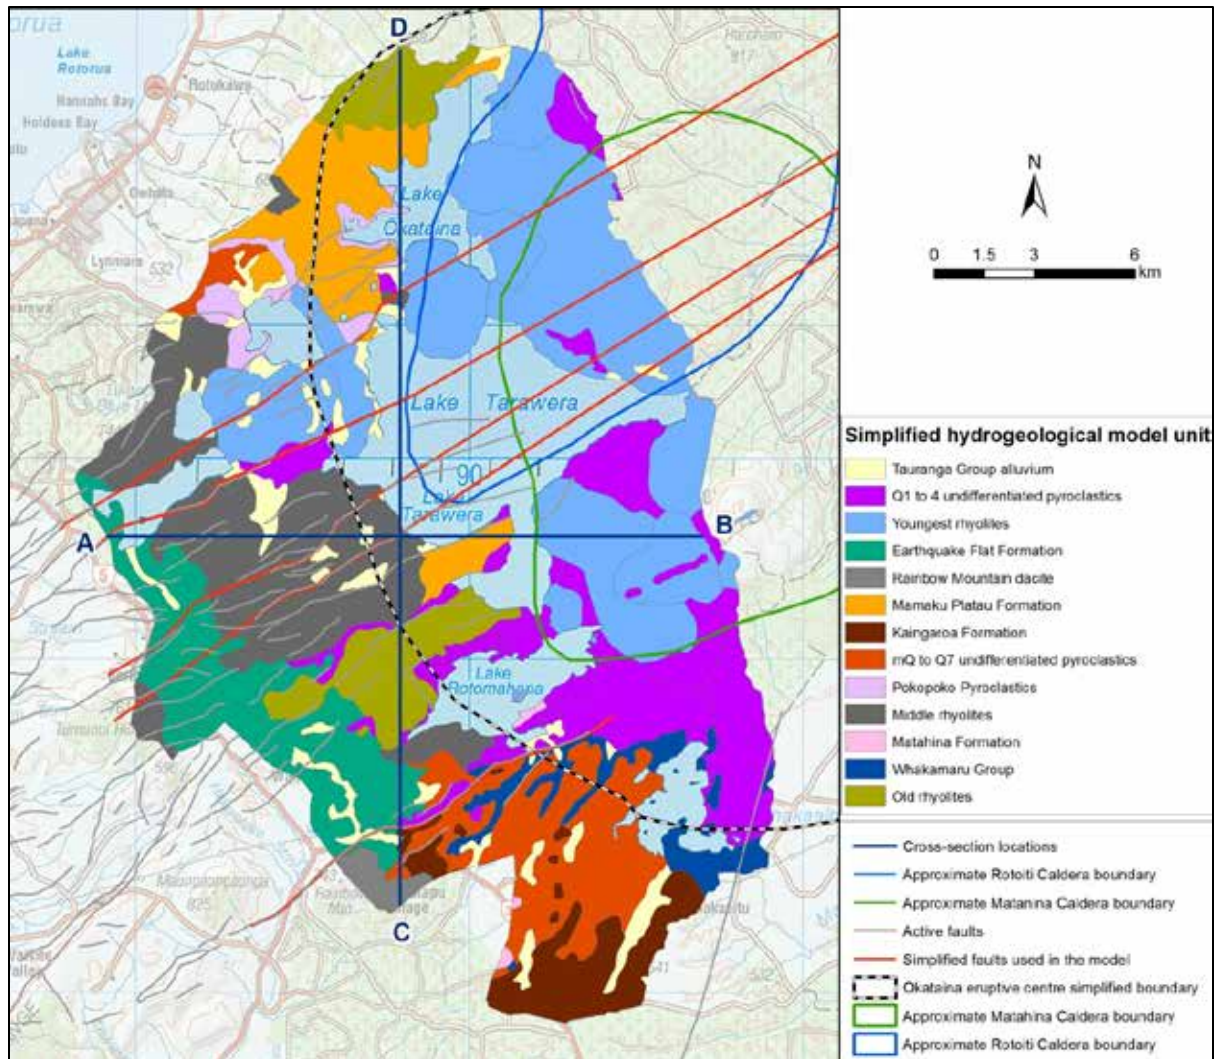 D
Lake
Rotorua
Hannahs Bay
Holdens Bay
Rotokawa
Owhata
Lynmore
532
Lake
Okataina
N
0 1.5 3 6
km
Lake Tarawera
90
Lake
Tarawera
A
B
5
Lake
Rotomahana
Stream
825
C
Simplified hydrogeological model unit
Tauranga Group alluvium
Q1 to 4 undifferentiated pyroclastics
Youngest rhyolites
Earthquake Flat Formation
Rainbow Mountain dacite
Mamaku Platau Formation
Kaingaroa Formation
mQ to Q7 undifferentiated pyroclastics
Pokopoko Pyroclastics
Middle rhyolites
Matahina Formation
Whakamaru Group
Old rhyolites
Cross-section locations
Approximate Rotoiti Caldera boundary
Approximate Matanina Caldera boundary
Active faults
Simplified faults used in the model
Okataina eruptive centre simplified boundary
Approximate Matahina Caldera boundary
Approximate Rotoiti Caldera boundary